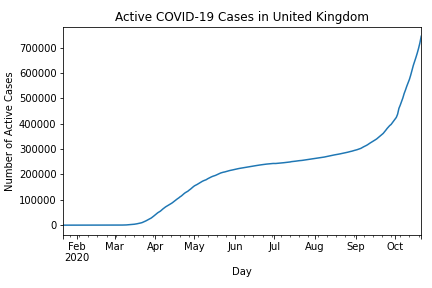 Active COVID-19 Cases in United Kingdom
Number of Active Cases
700000
600000
500000
400000
300000
200000
100000
0
Feb Mar Apr May Jun Jul Aug Sep Oct
2020
Day